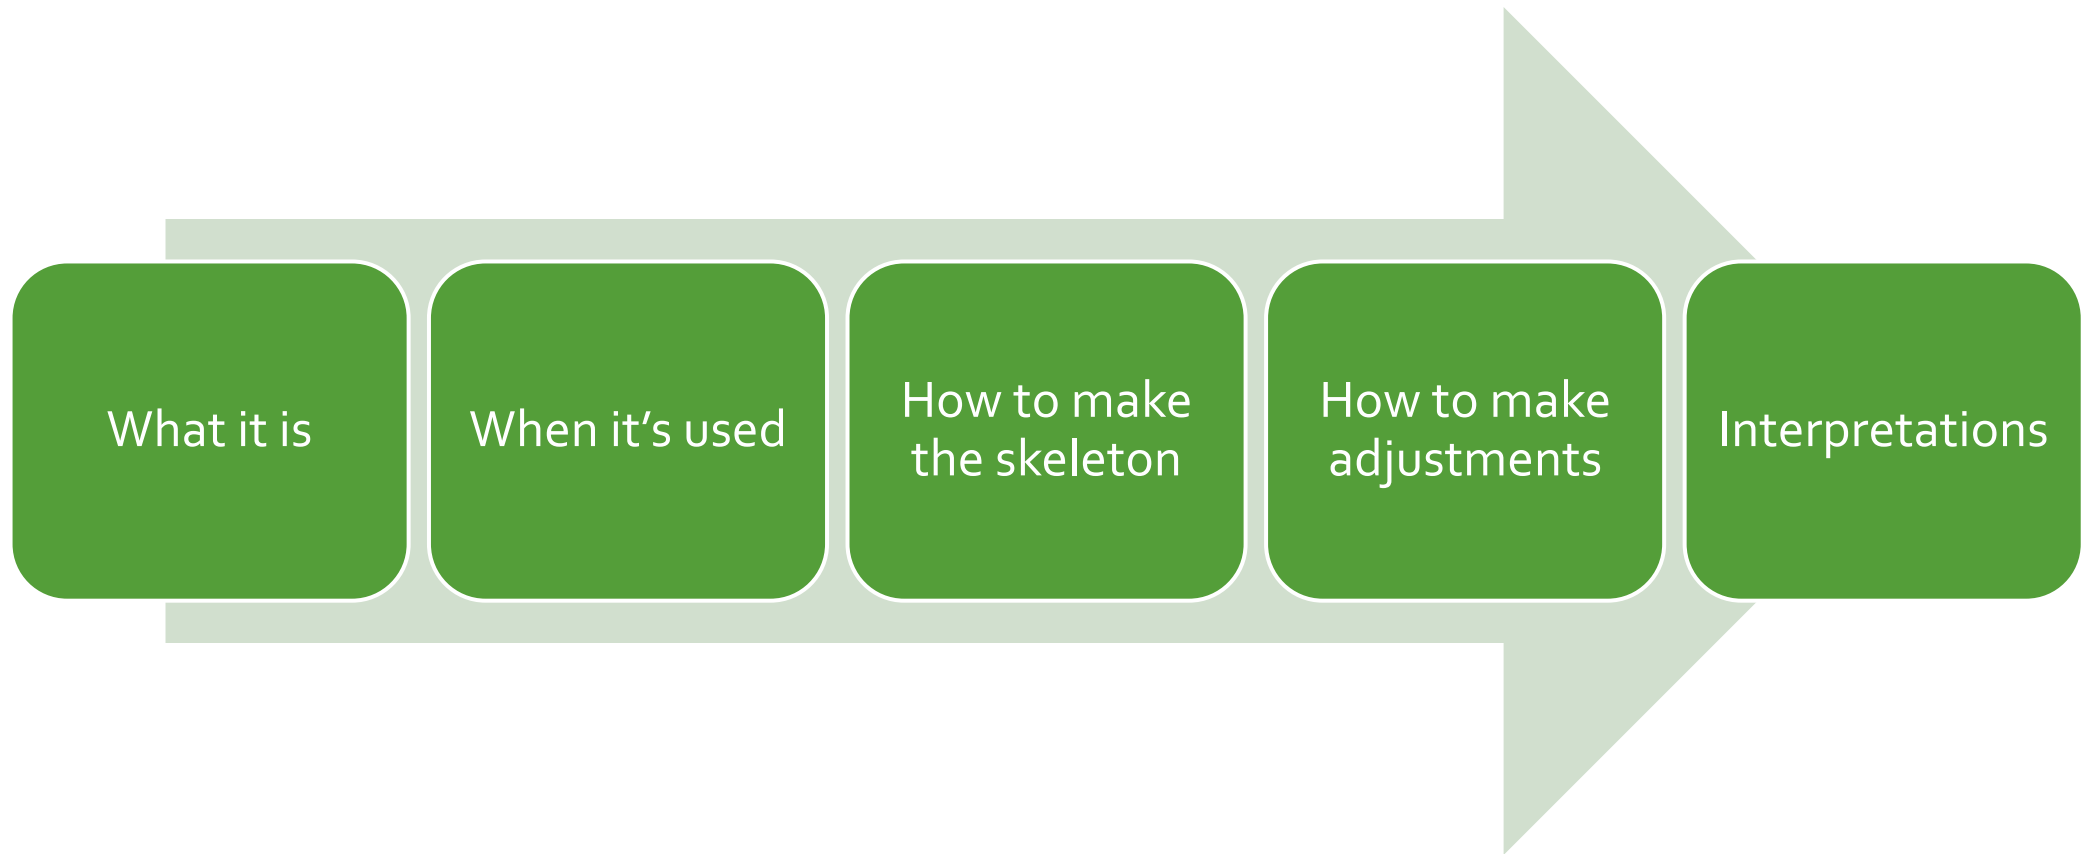 What it is
When it’s used
How to make
the skeleton
How to make
adjustments
Interpretations